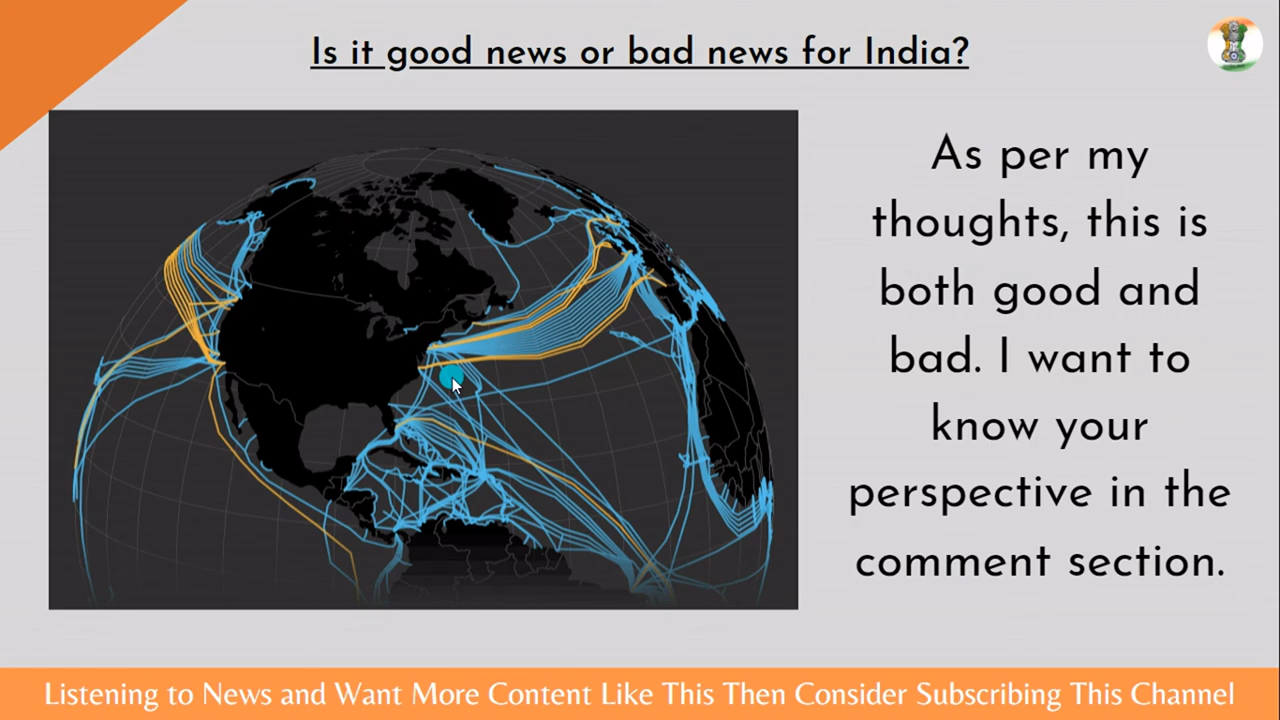 Is it good news or bad news for India?
As per my
thoughts, this is
both good and
bad. I want to
know your
perspective in the
comment section.
Listening to News and Want More Content Like This Then Consider Subscribing This Channel